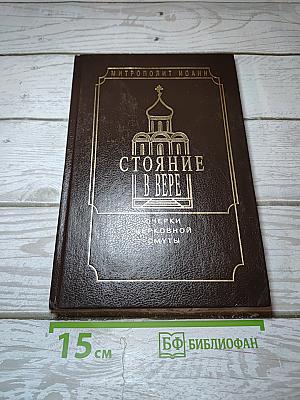 МИТРОПОЛИТ ИОАНН
СТОЯНИЕ
В ВЕРЕ
ОЧЕРКИ
ЦЕРКОВНОЙ
СМУТЫ
15 см
БФ БИБЛИОФАН